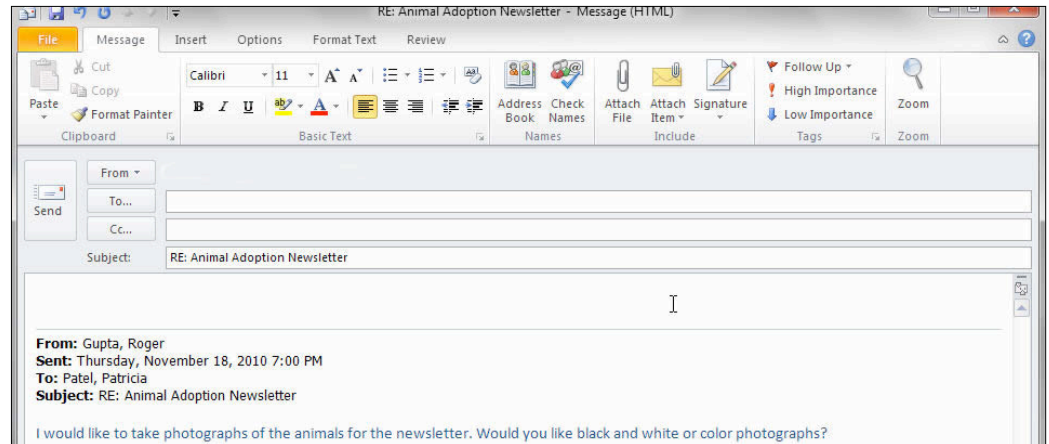 RE: Animal Adoption Newsletter - Message (HTML)
File Message Insert Options Format Text Review
Cut
Copy
Paste
Format Painter
Clipboard
Calibri 11
B I U
Basic Text
Address Book
Check Names
Names
Attach File
Attach Item
Signature
Include
Follow Up
High Importance
Low Importance
Tags
Zoom
Zoom
From
Send
To...
Cc...
Subject: RE: Animal Adoption Newsletter
From: Gupta, Roger
Sent: Thursday, November 18, 2010 7:00 PM
To: Patel, Patricia
Subject: RE: Animal Adoption Newsletter
I would like to take photographs of the animals for the newsletter. Would you like black and white or color photographs?